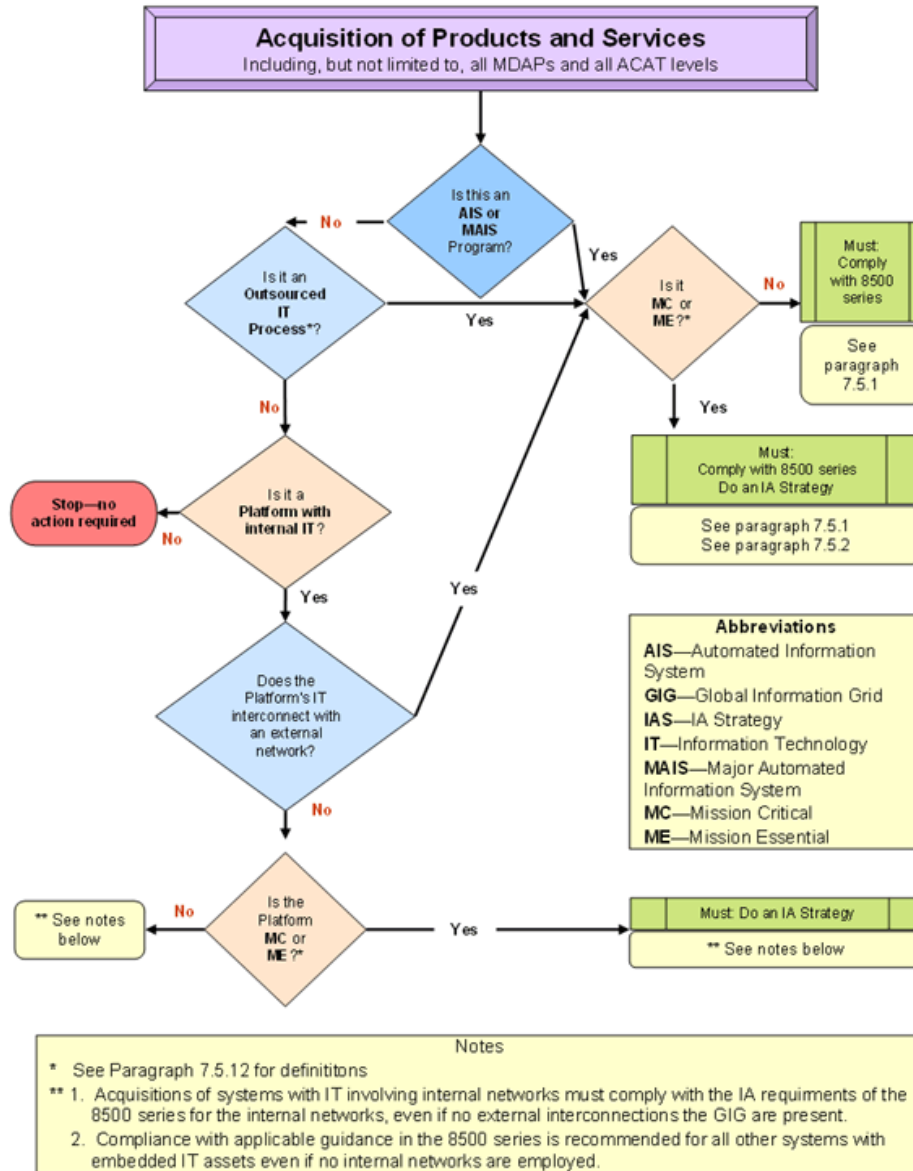 Acquisition of Products and Services
Including, but not limited to, all MDAPs and all ACAT levels
Is this an
AIS or
MAIS
Program?
No
Yes
Is it an
Outsourced
IT
Process*?
Yes
Is it
MC or
ME?*
No
Must:
Comply
with 8500
series
See
paragraph
7.5.1
No
Yes
Must:
Comply with 8500 series
Do an IA Strategy
See paragraph 7.5.1
See paragraph 7.5.2
Is it a
Platform with
internal IT?
Stop—no
action required
No
Yes
Yes
Does the
Platform's IT
interconnect with
an external
network?
No
Abbreviations
AIS—Automated Information
System
GIG—Global Information Grid
IAS—IA Strategy
IT—Information Technology
MAIS—Major Automated
Information System
MC—Mission Critical
ME—Mission Essential
Is the
Platform
MC or
ME?*
No
** See notes
below
Yes
Must: Do an IA Strategy
** See notes below
Notes
* See Paragraph 7.5.12 for definititons
** 1. Acquisitions of systems with IT involving internal networks must comply with the IA requirments of the
8500 series for the internal networks, even if no external interconnections the GIG are present.
2. Compliance with applicable guidance in the 8500 series is recommended for all other systems with
embedded IT assets even if no internal networks are employed.